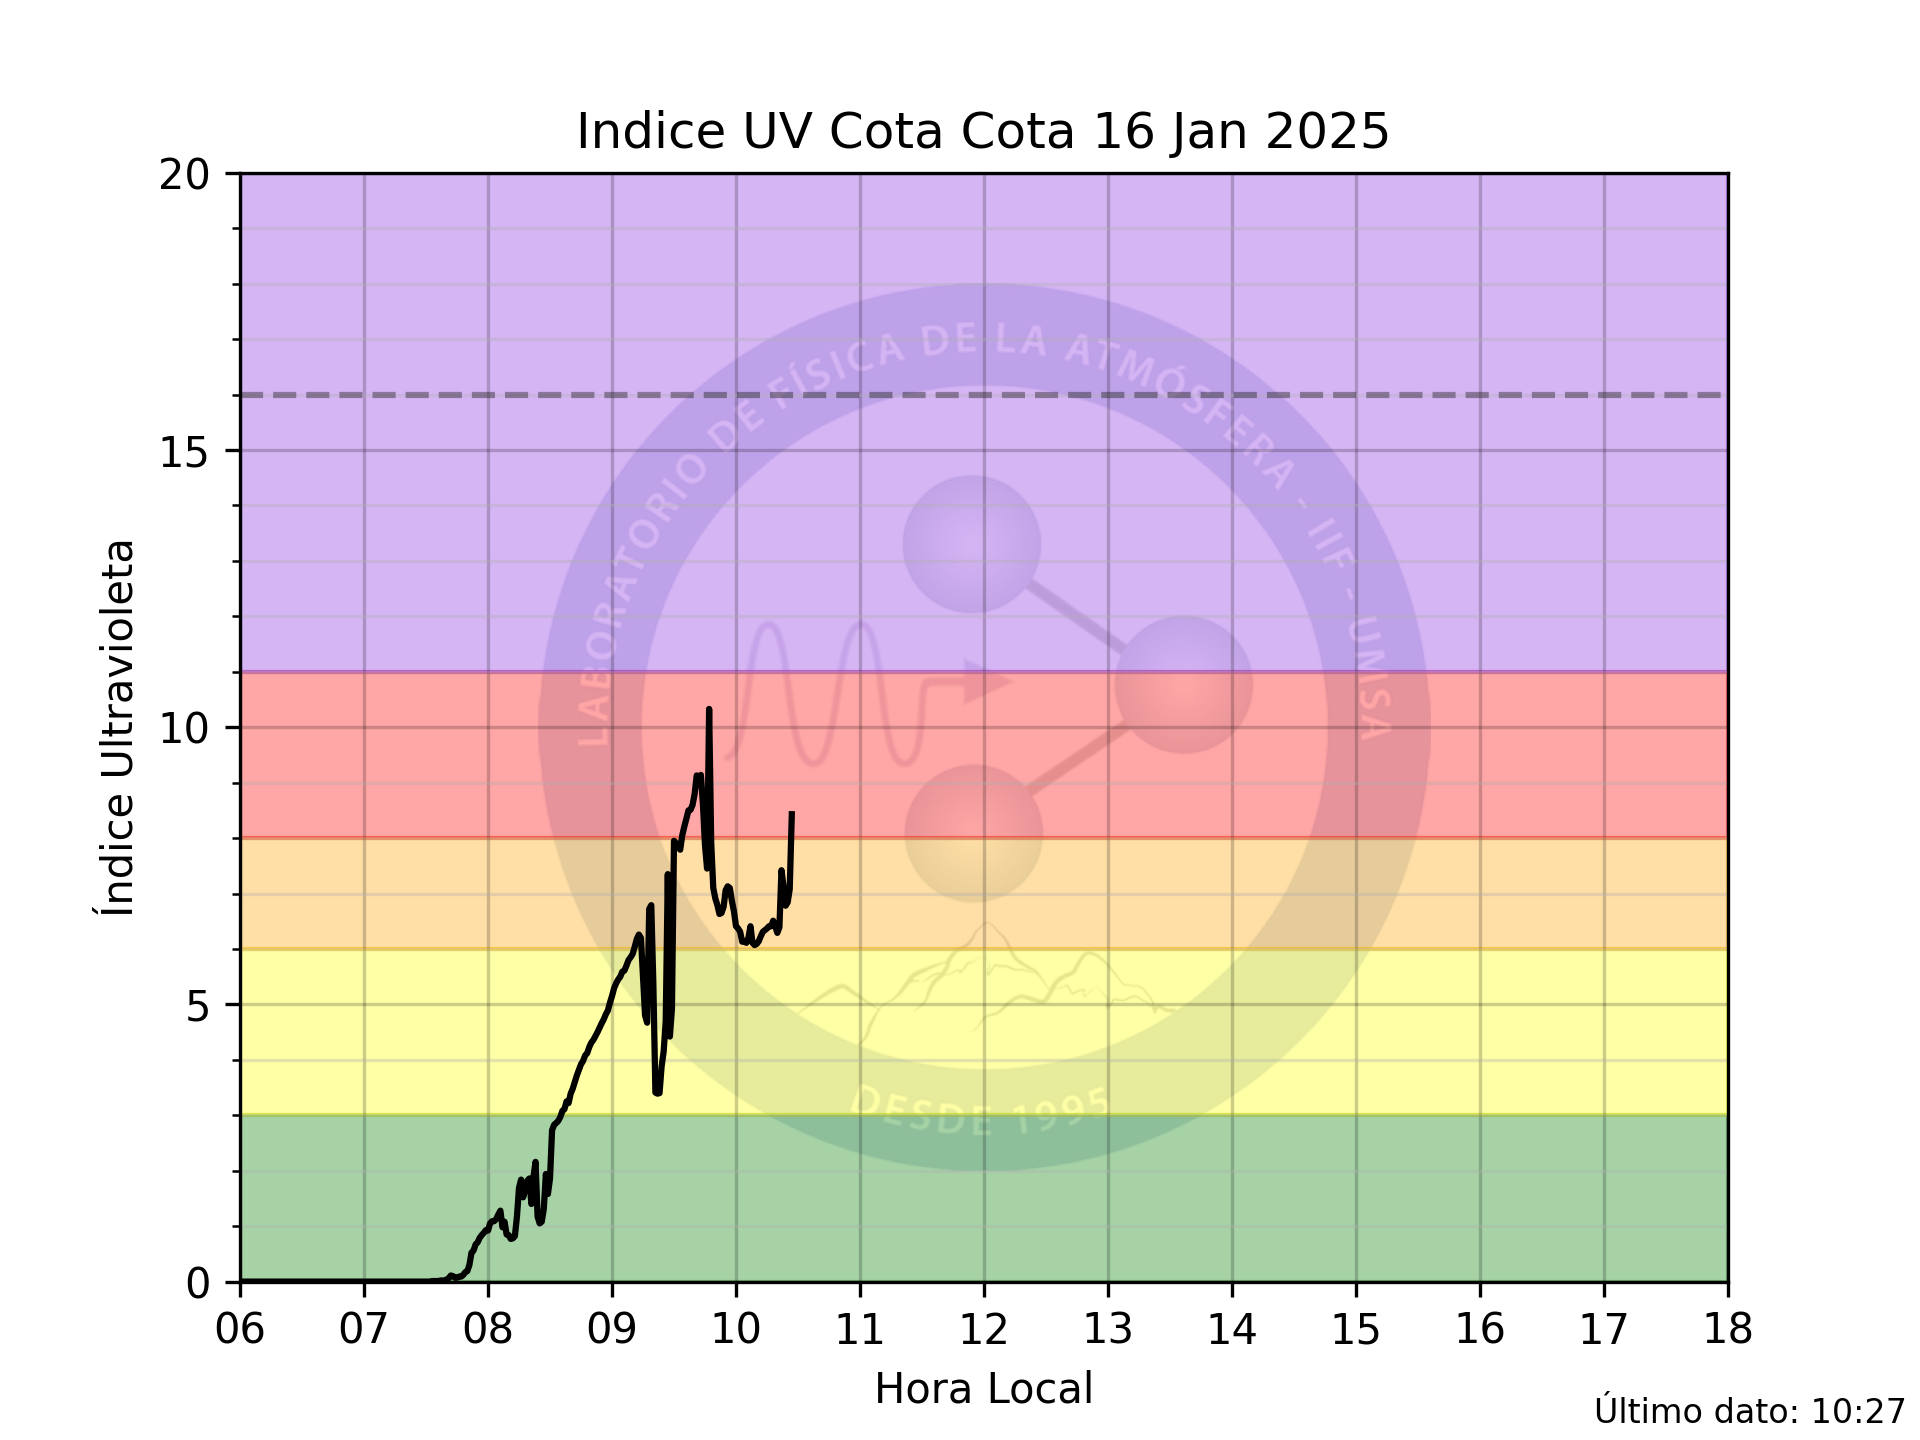 Indice UV Cota Cota 16 Jan 2025
20
15
10
5
0
Índice Ultravioleta
LABORATORIO DE FÍSICA DE LA ATMÓSFERA - IIF - UMSA
DESDE 1995
06 07 08 09 10 11 12 13 14 15 16 17 18
Hora Local
Último dato: 10:27